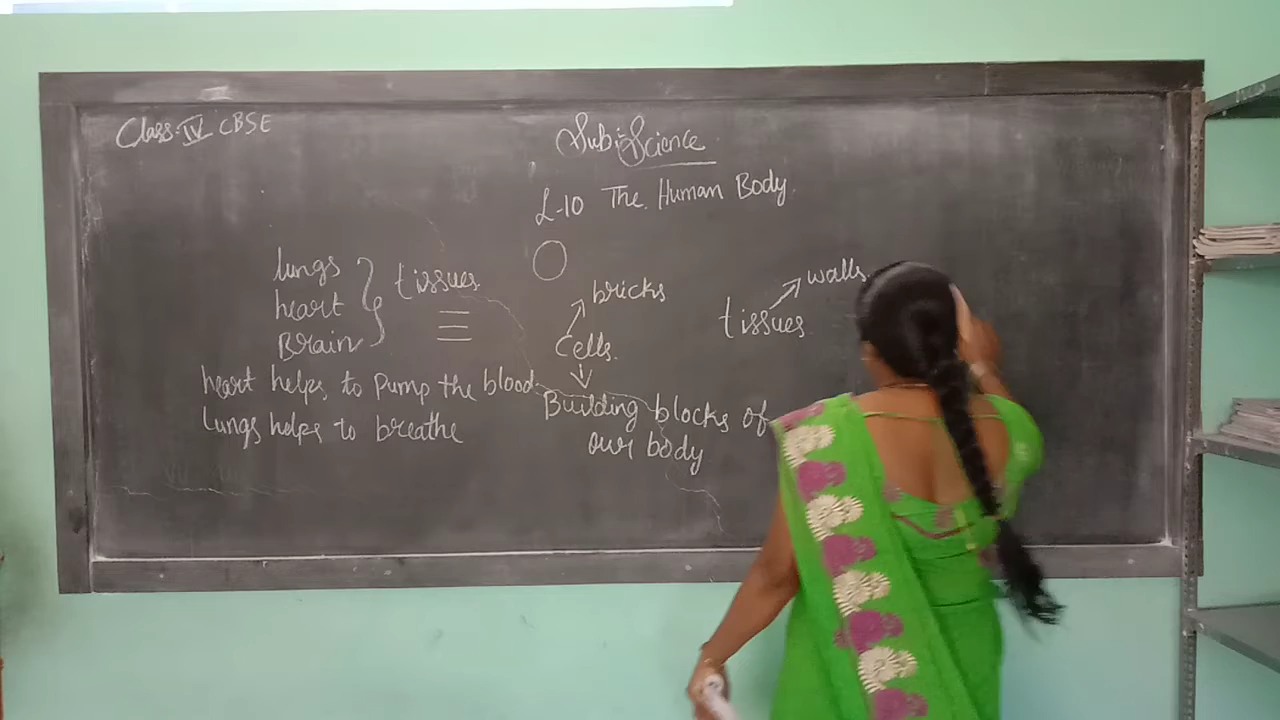 Class: IV CBSE
Sub:- Science
L-10 The Human Body
lungs
heart
Brain
tissues
bricks
cells.
Building blocks of
our body
walls
tissues
heart helps to Pump the blood
lungs helps to breathe